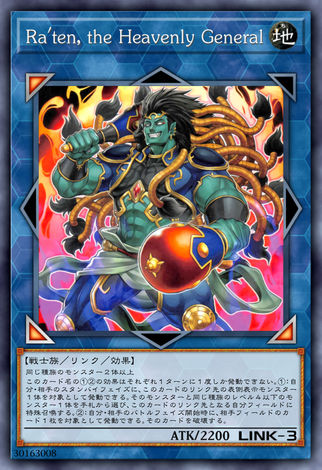 Ra'ten, the Heavenly General
地
【戦士族／リンク／効果】
同じ種族のモンスター２体以上
このカード名の①②の効果はそれぞれ１ターンに１度しか発動できない。①：
自分・相手のスタンバイフェイズに、このカードのリンク先の表側表示モンスター
１体を対象として発動できる。そのモンスターと同じ種族のレベル４以下のモ
ンスター１体を手札から選び、このカードのリンク先となる自分フィールドに
特殊召喚する。②：自分・相手のバトルフェイズ開始時に、相手フィールドのカ
ード１枚を対象として発動できる。そのカードを破壊する。
ATK/2200 LINK-3
30163008